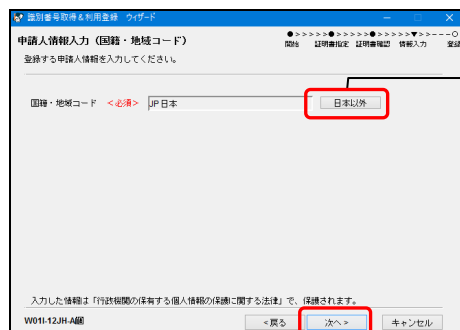 識別番号取得＆利用登録 ウィザード
申請人情報入力（国籍・地域コード）
●>>>>>●>>>>>●>>>>>▼>>---○
開始 証明書指定 証明書確認 情報入力 登録
登録する申請人情報を入力してください。
国籍・地域コード <必須> JP 日本 日本以外
入力した情報は「行政機関の保有する個人情報の保護に関する法律」で、保護されます。
W01I-12JH-A
<戻る 次へ> キャンセル